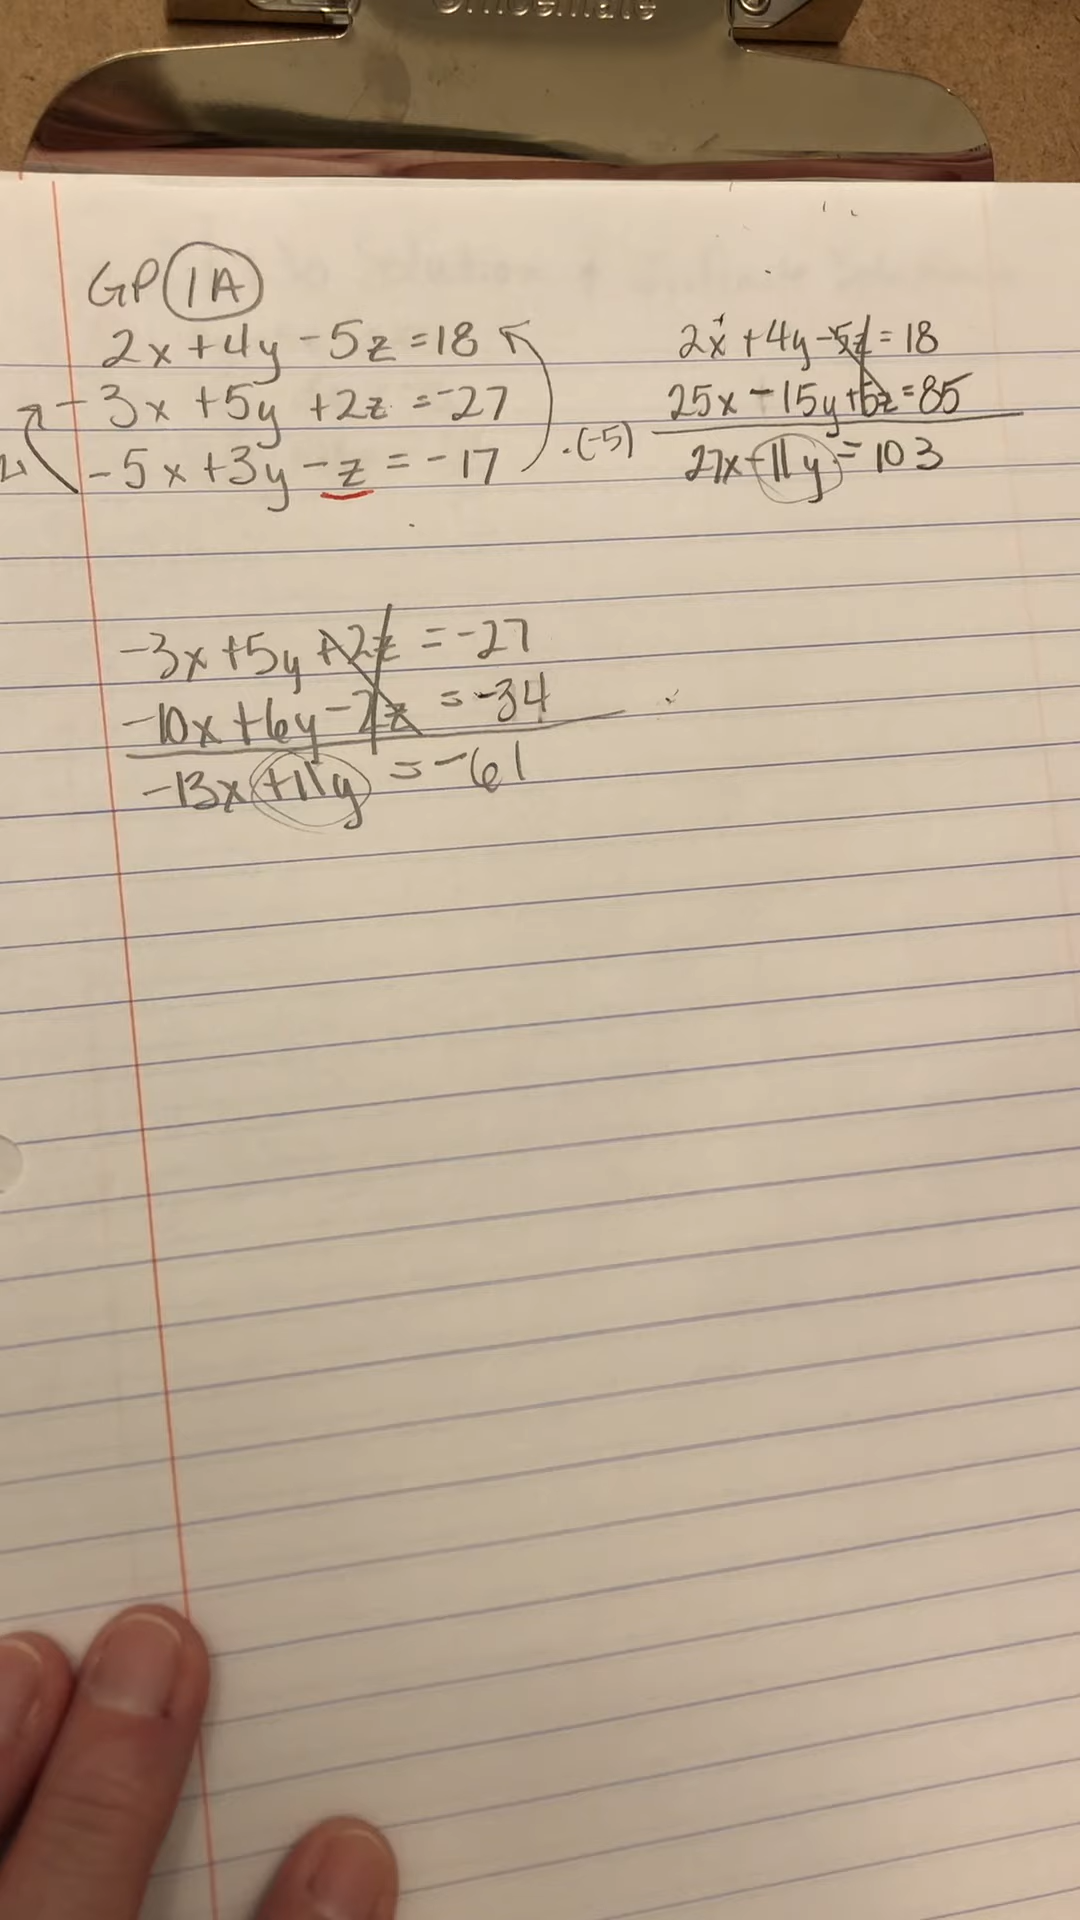 Officemate
GP 1A
2x+4y-5z=18
-3x+5y+2z=-27
-5x+3y-z=-17
.(-5)
2x+4y-5z=18
25x-15y+5z=85
27x-11y=103
-3x+5y+2z=-27
-10x+6y-2z=-34
-13x+11y=-61